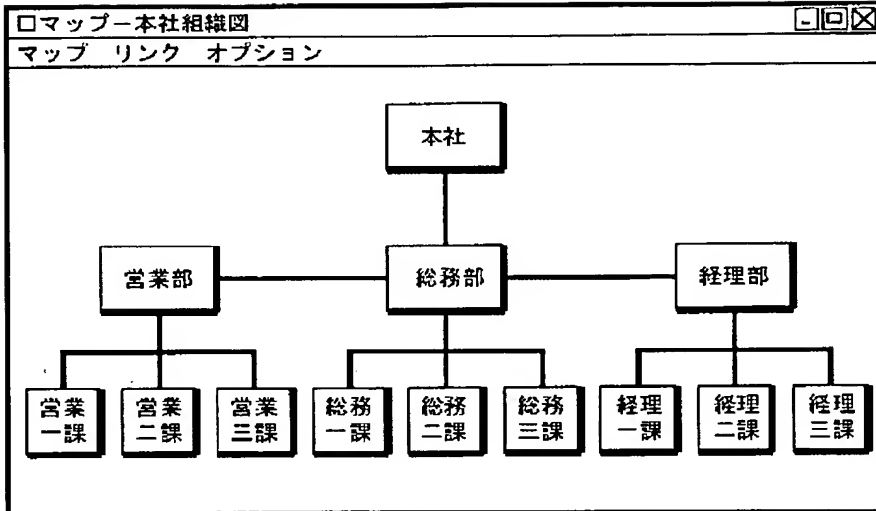 □マップ－本社組織図
マップ リンク オプション
本社
営業部
総務部
経理部
営業
一課
営業
二課
営業
三課
総務
一課
総務
二課
総務
三課
経理
一課
経理
二課
経理
三課